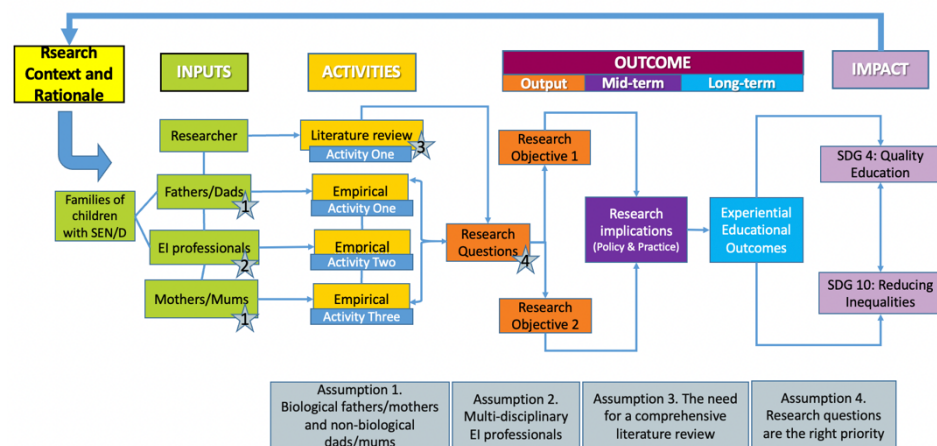 Rsearch
Context and
Rationale
INPUTS
ACTIVITIES
OUTCOME
Output
Mid-term
Long-term
IMPACT
Researcher
Literature review
3
Activity One
Research
Objective 1
SDG 4: Quality
Education
Families of
children
with SEN/D
Fathers/Dads
1
Empirical
Activity One
EI professionals
2
Emprical
Activity Two
Research
Questions
4
Research
implications
(Policy & Practice)
Experiential
Educational
Outcomes
Mothers/Mums
1
Empirical
Activity Three
Research
Objective 2
SDG 10: Reducing
Inequalities
Assumption 1.
Biological fathers/mothers
and non-biological
dads/mums
Assumption 2.
Multi-disciplinary
EI professionals
Assumption 3. The need
for a comprehensive
literature review
Assumption 4.
Research questions
are the right priority